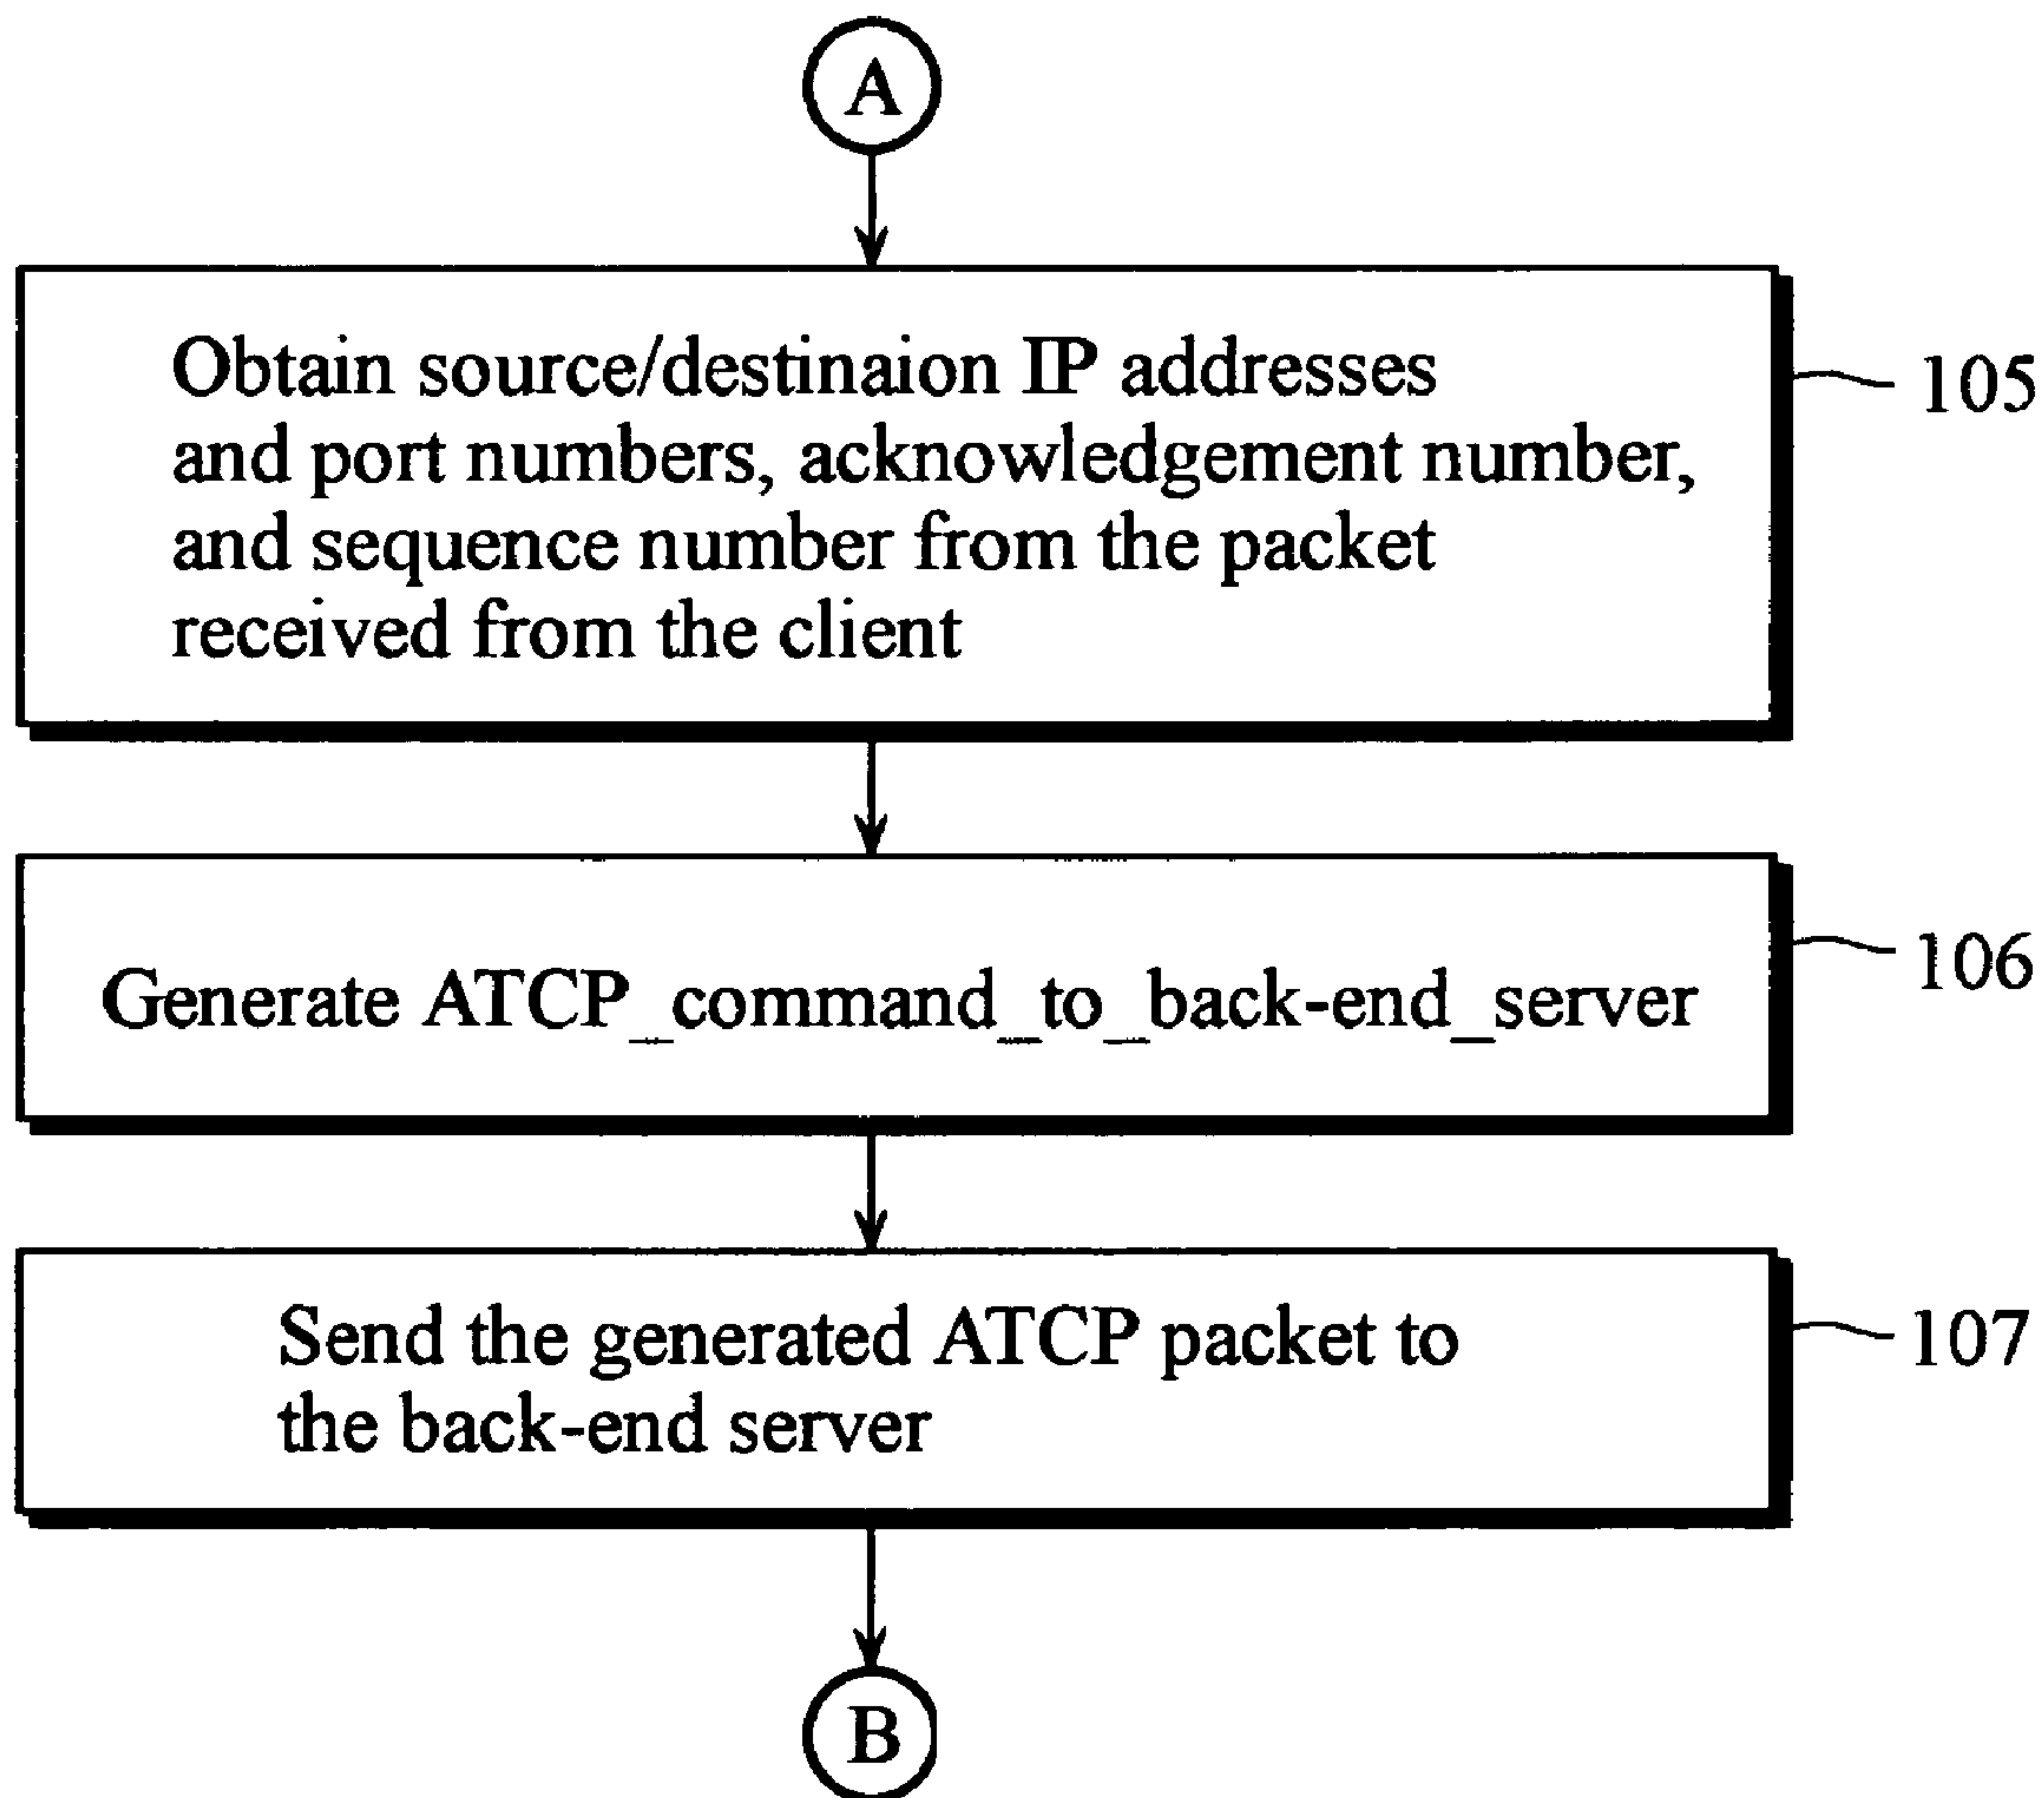 A
Obtain source/destinaion IP addresses
and port numbers, acknowledgement number,
and sequence number from the packet
received from the client
105
Generate ATCP_command_to_back-end_server
106
Send the generated ATCP packet to
the back-end server
107
B